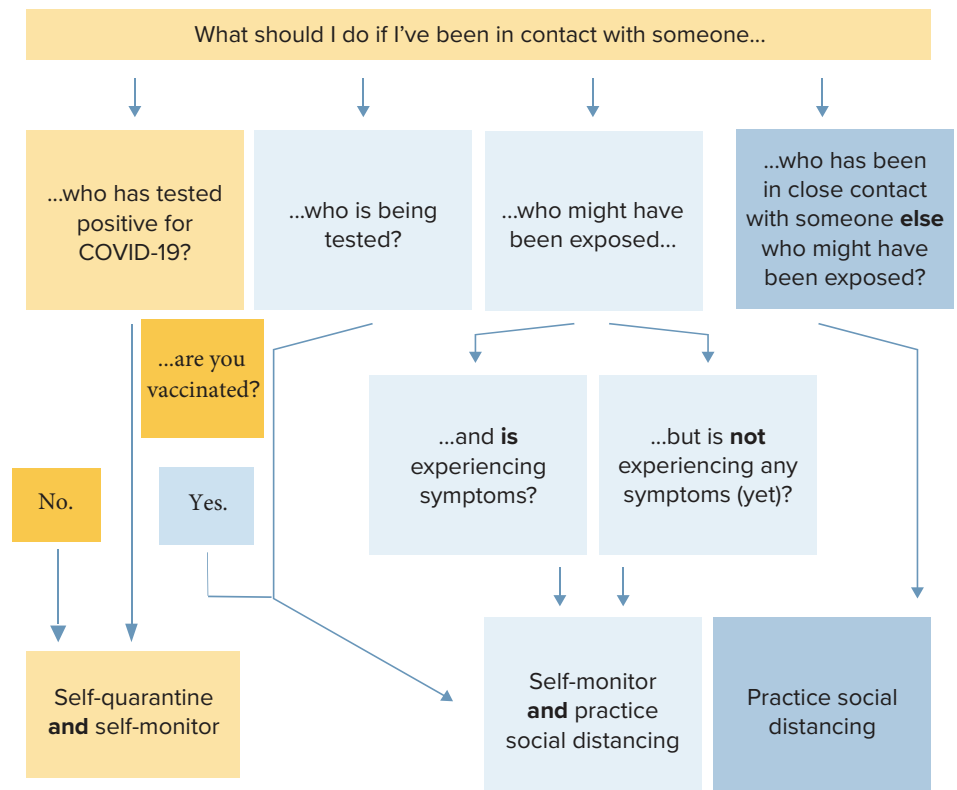 What should I do if I've been in contact with someone...
...who has tested
positive for
COVID-19?
...who is being
tested?
...who might have
been exposed...
...who has been
in close contact
with someone else
who might have
been exposed?
...are you
vaccinated?
...and is
experiencing
symptoms?
...but is not
experiencing any
symptoms (yet)?
No.
Yes.
Self-quarantine
and self-monitor
Self-monitor
and practice
social distancing
Practice social
distancing